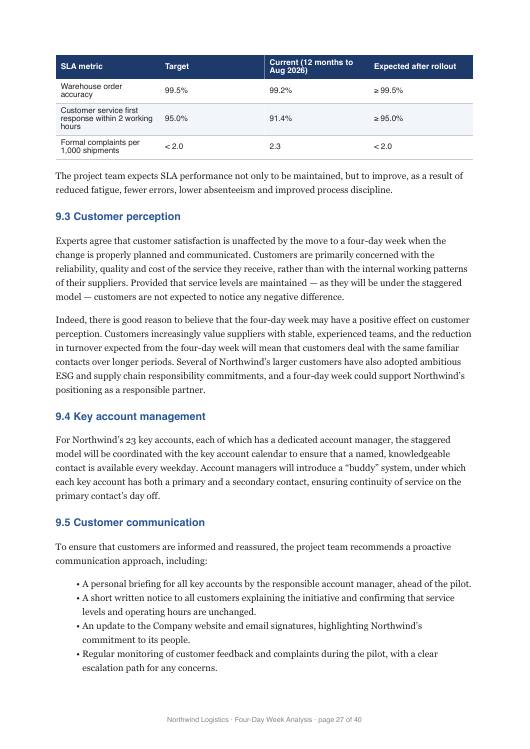 SLA metric Target Current (12 months to Aug 2026) Expected after rollout
Warehouse order accuracy 99.5% 99.2% ≥ 99.5%
Customer service first response within 2 working hours 95.0% 91.4% ≥ 95.0%
Formal complaints per 1,000 shipments < 2.0 2.3 < 2.0
The project team expects SLA performance not only to be maintained, but to improve, as a result of
reduced fatigue, fewer errors, lower absenteeism and improved process discipline.
9.3 Customer perception
Experts agree that customer satisfaction is unaffected by the move to a four-day week when the
change is properly planned and communicated. Customers are primarily concerned with the
reliability, quality and cost of the service they receive, rather than with the internal working patterns
of their suppliers. Provided that service levels are maintained — as they will be under the staggered
model — customers are not expected to notice any negative difference.
Indeed, there is good reason to believe that the four-day week may have a positive effect on customer
perception. Customers increasingly value suppliers with stable, experienced teams, and the reduction
in turnover expected from the four-day week will mean that customers deal with the same familiar
contacts over longer periods. Several of Northwind's larger customers have also adopted ambitious
ESG and supply chain responsibility commitments, and a four-day week could support Northwind's
positioning as a responsible partner.
9.4 Key account management
For Northwind's 23 key accounts, each of which has a dedicated account manager, the staggered
model will be coordinated with the key account calendar to ensure that a named, knowledgeable
contact is available every weekday. Account managers will introduce a "buddy" system, under which
each key account has both a primary and a secondary contact, ensuring continuity of service on the
primary contact's day off.
9.5 Customer communication
To ensure that customers are informed and reassured, the project team recommends a proactive
communication approach, including:
• A personal briefing for all key accounts by the responsible account manager, ahead of the pilot.
• A short written notice to all customers explaining the initiative and confirming that service
levels and operating hours are unchanged.
• An update to the Company website and email signatures, highlighting Northwind's
commitment to its people.
• Regular monitoring of customer feedback and complaints during the pilot, with a clear
escalation path for any concerns.
Northwind Logistics · Four-Day Week Analysis · page 27 of 40